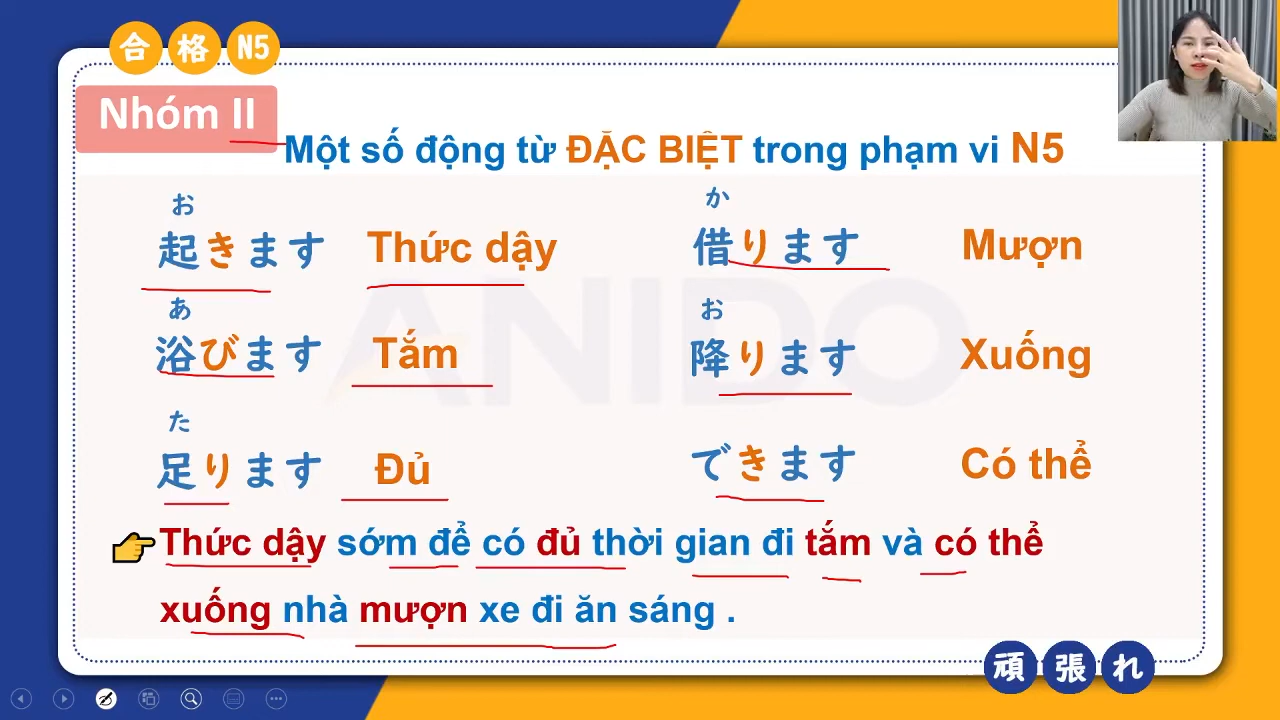 合 格 N5
Nhóm II
Một số động từ ĐẶC BIỆT trong phạm vi N5
お
起きます Thức dậy
か
借ります Mượn
あ
浴びます Tắm
お
降ります Xuống
た
足ります Đủ
できます Có thể
ANIDO
👉Thức dậy sớm để có đủ thời gian đi tắm và có thể
xuống nhà mượn xe đi ăn sáng .
頑 張 れ